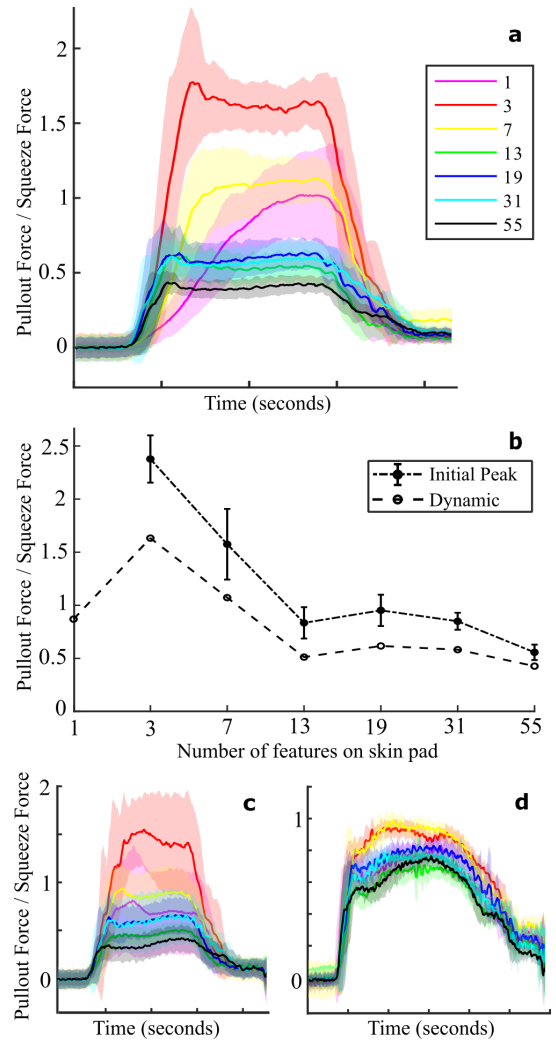 a
Pullout Force / Squeeze Force
2
1.5
1
0.5
0
1
3
7
13
19
31
55
Time (seconds)
b
Pullout Force / Squeeze Force
2.5
2
1.5
1
0.5
0
Initial Peak
Dynamic
1 3 7 13 19 31 55
Number of features on skin pad
c
Pullout Force / Squeeze Force
2
1
0
Time (seconds)
d
1
0
Time (seconds)